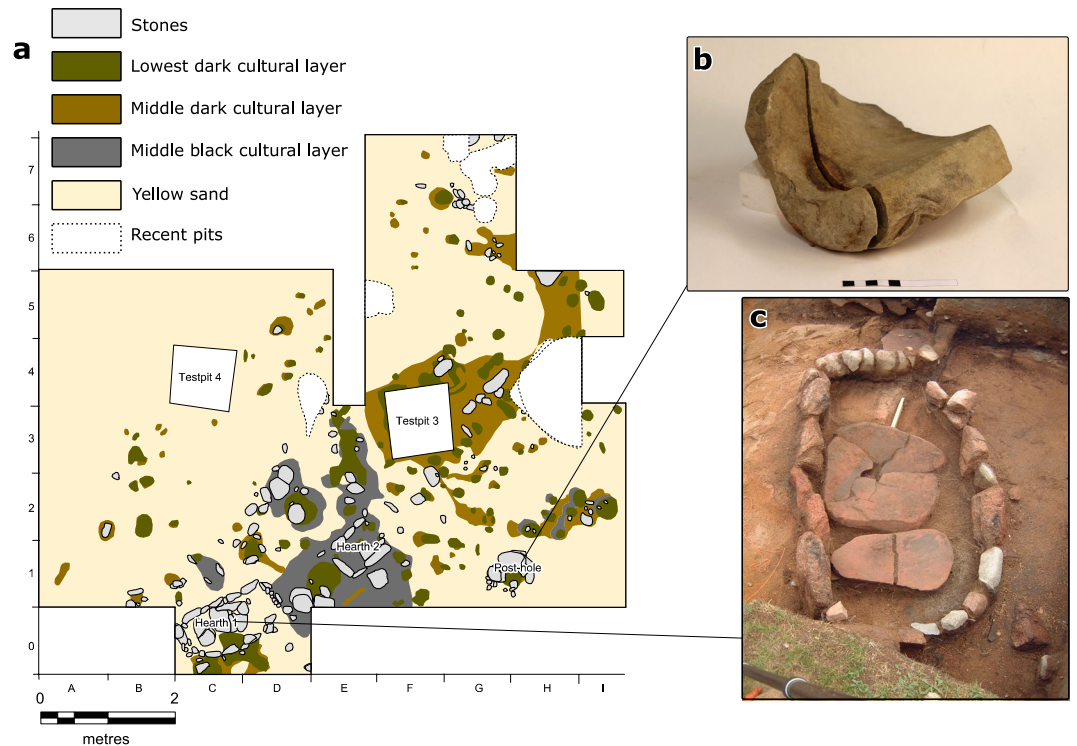 a
Stones
Lowest dark cultural layer
Middle dark cultural layer
Middle black cultural layer
Yellow sand
Recent pits
b
c
7
6
5
4
3
2
1
0
Testpit 4
Testpit 3
Hearth 2
Post-hole
Hearth 1
A B C D E F G H I
0 2
metres